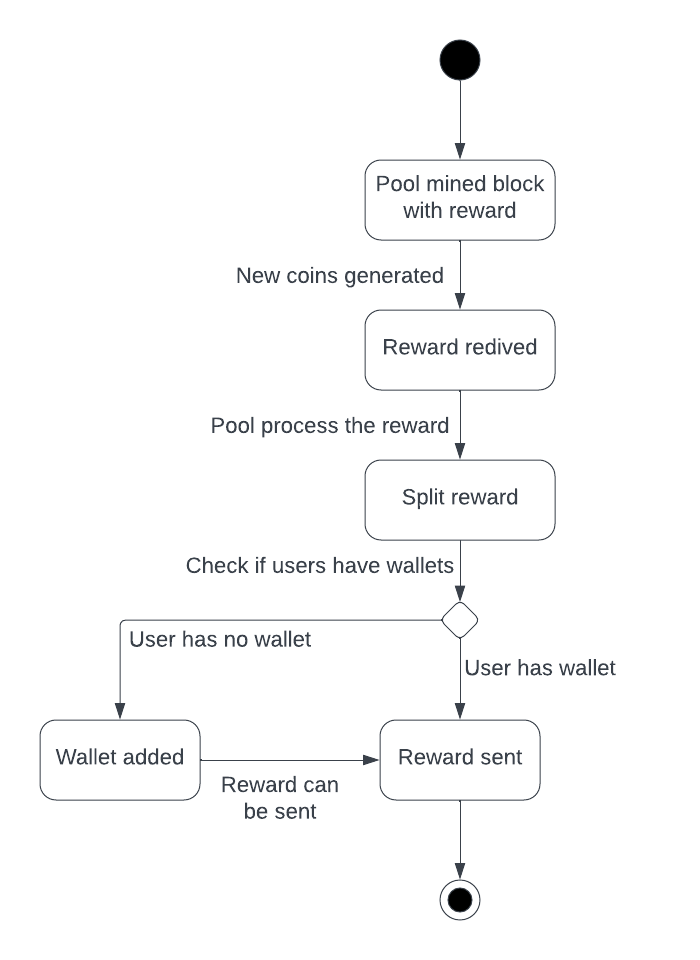 Pool mined block
with reward
New coins generated
Reward redived
Pool process the reward
Split reward
Check if users have wallets
User has no wallet
User has wallet
Wallet added
Reward sent
Reward can
be sent